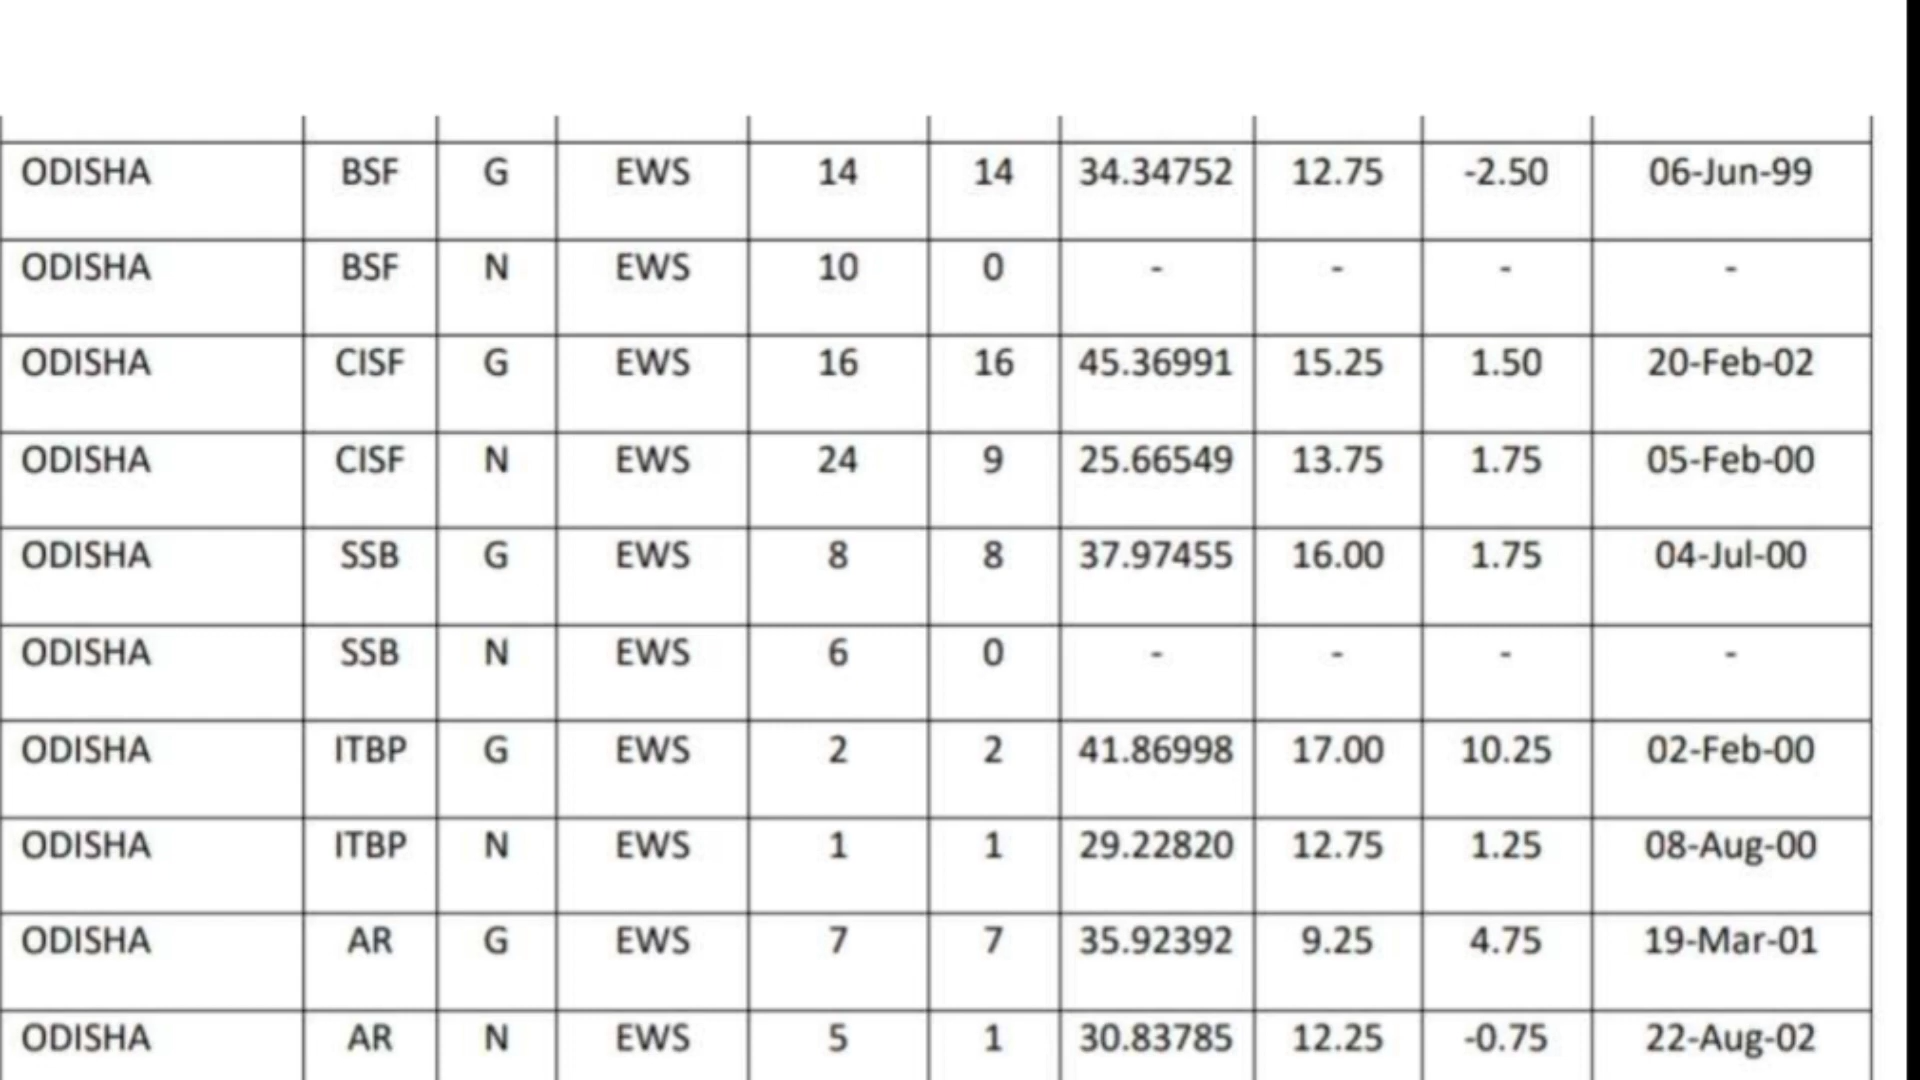 ODISHA BSF G EWS 14 14 34.34752 12.75 -2.50 06-Jun-99
ODISHA BSF N EWS 10 0 - - - -
ODISHA CISF G EWS 16 16 45.36991 15.25 1.50 20-Feb-02
ODISHA CISF N EWS 24 9 25.66549 13.75 1.75 05-Feb-00
ODISHA SSB G EWS 8 8 37.97455 16.00 1.75 04-Jul-00
ODISHA SSB N EWS 6 0 - - - -
ODISHA ITBP G EWS 2 2 41.86998 17.00 10.25 02-Feb-00
ODISHA ITBP N EWS 1 1 29.22820 12.75 1.25 08-Aug-00
ODISHA AR G EWS 7 7 35.92392 9.25 4.75 19-Mar-01
ODISHA AR N EWS 5 1 30.83785 12.25 -0.75 22-Aug-02